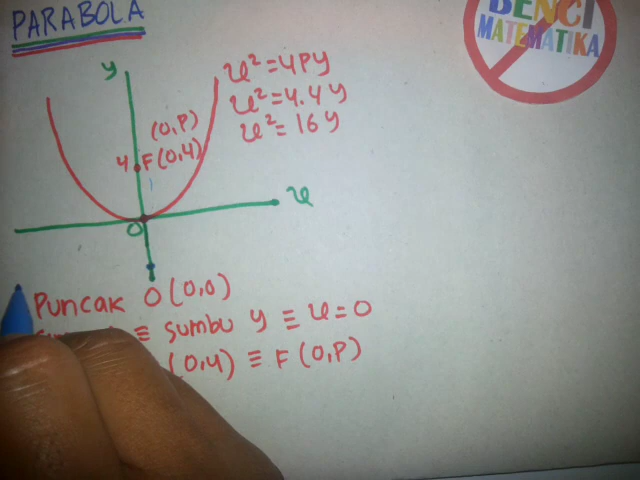 PARABOLA
BENCI
MATEMATIKA
y
x² = 4Py
x² = 4.4y
x² = 16y
(0,P)
4 F(0,4)
x
0
Puncak O(0,0)
≡ sumbu y ≡ x = 0
(0,4) ≡ F(0,P)